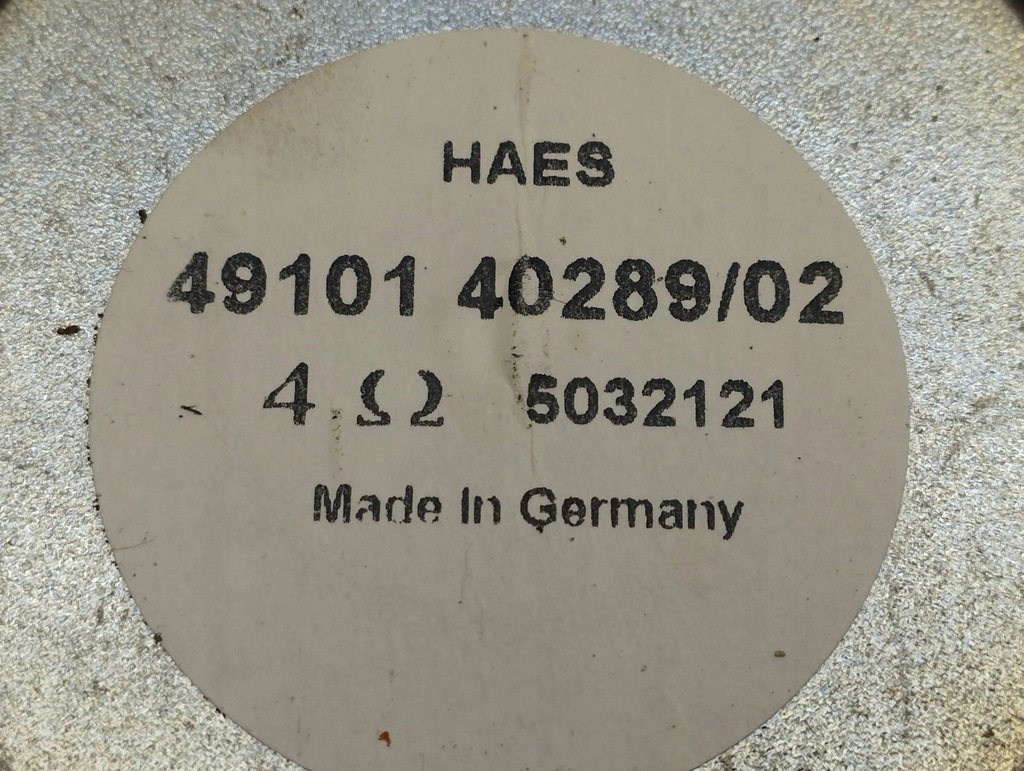 HAES
49101 40289/02
4 Ω 5032121
Made In Germany